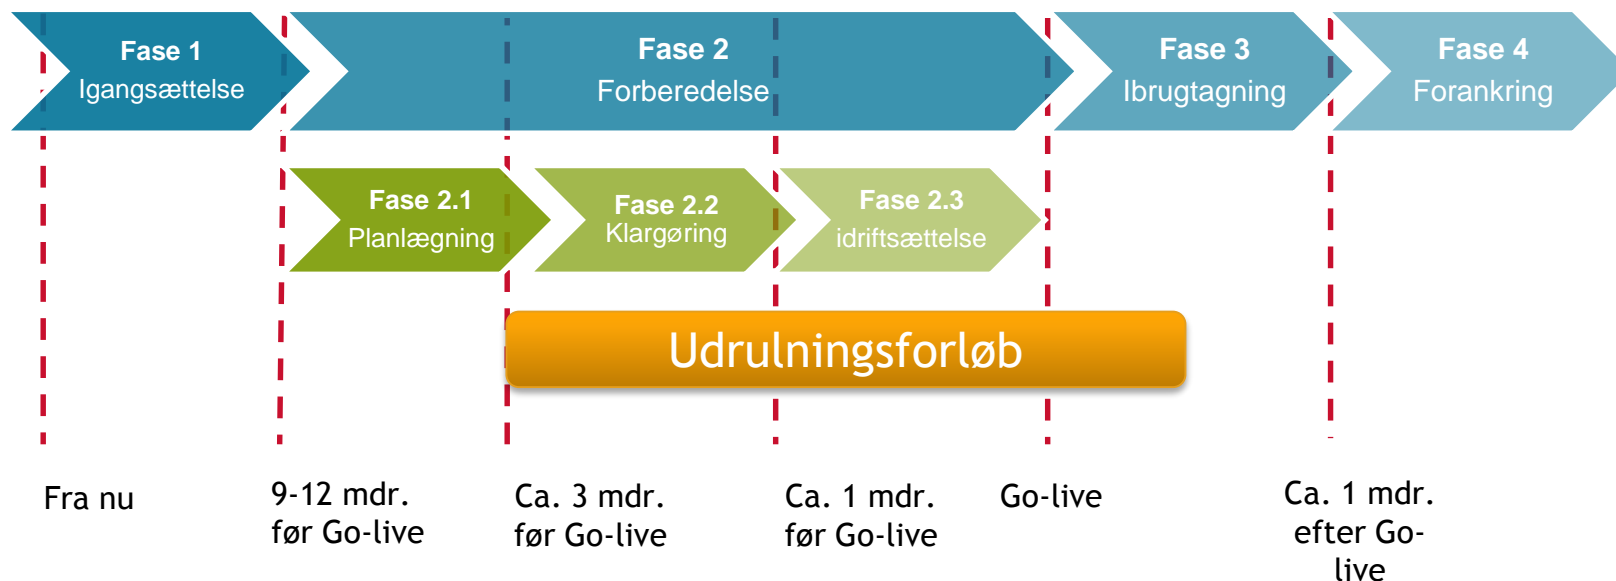 Fase 1
Igangsættelse
Fase 2
Forberedelse
Fase 3
Ibrugtagning
Fase 4
Forankring
Fase 2.1
Planlægning
Fase 2.2
Klargøring
Fase 2.3
idriftsættelse
Udrulningsforløb
Fra nu
9-12 mdr.
før Go-live
Ca. 3 mdr.
før Go-live
Ca. 1 mdr.
før Go-live
Go-live
Ca. 1 mdr.
efter Go-
live